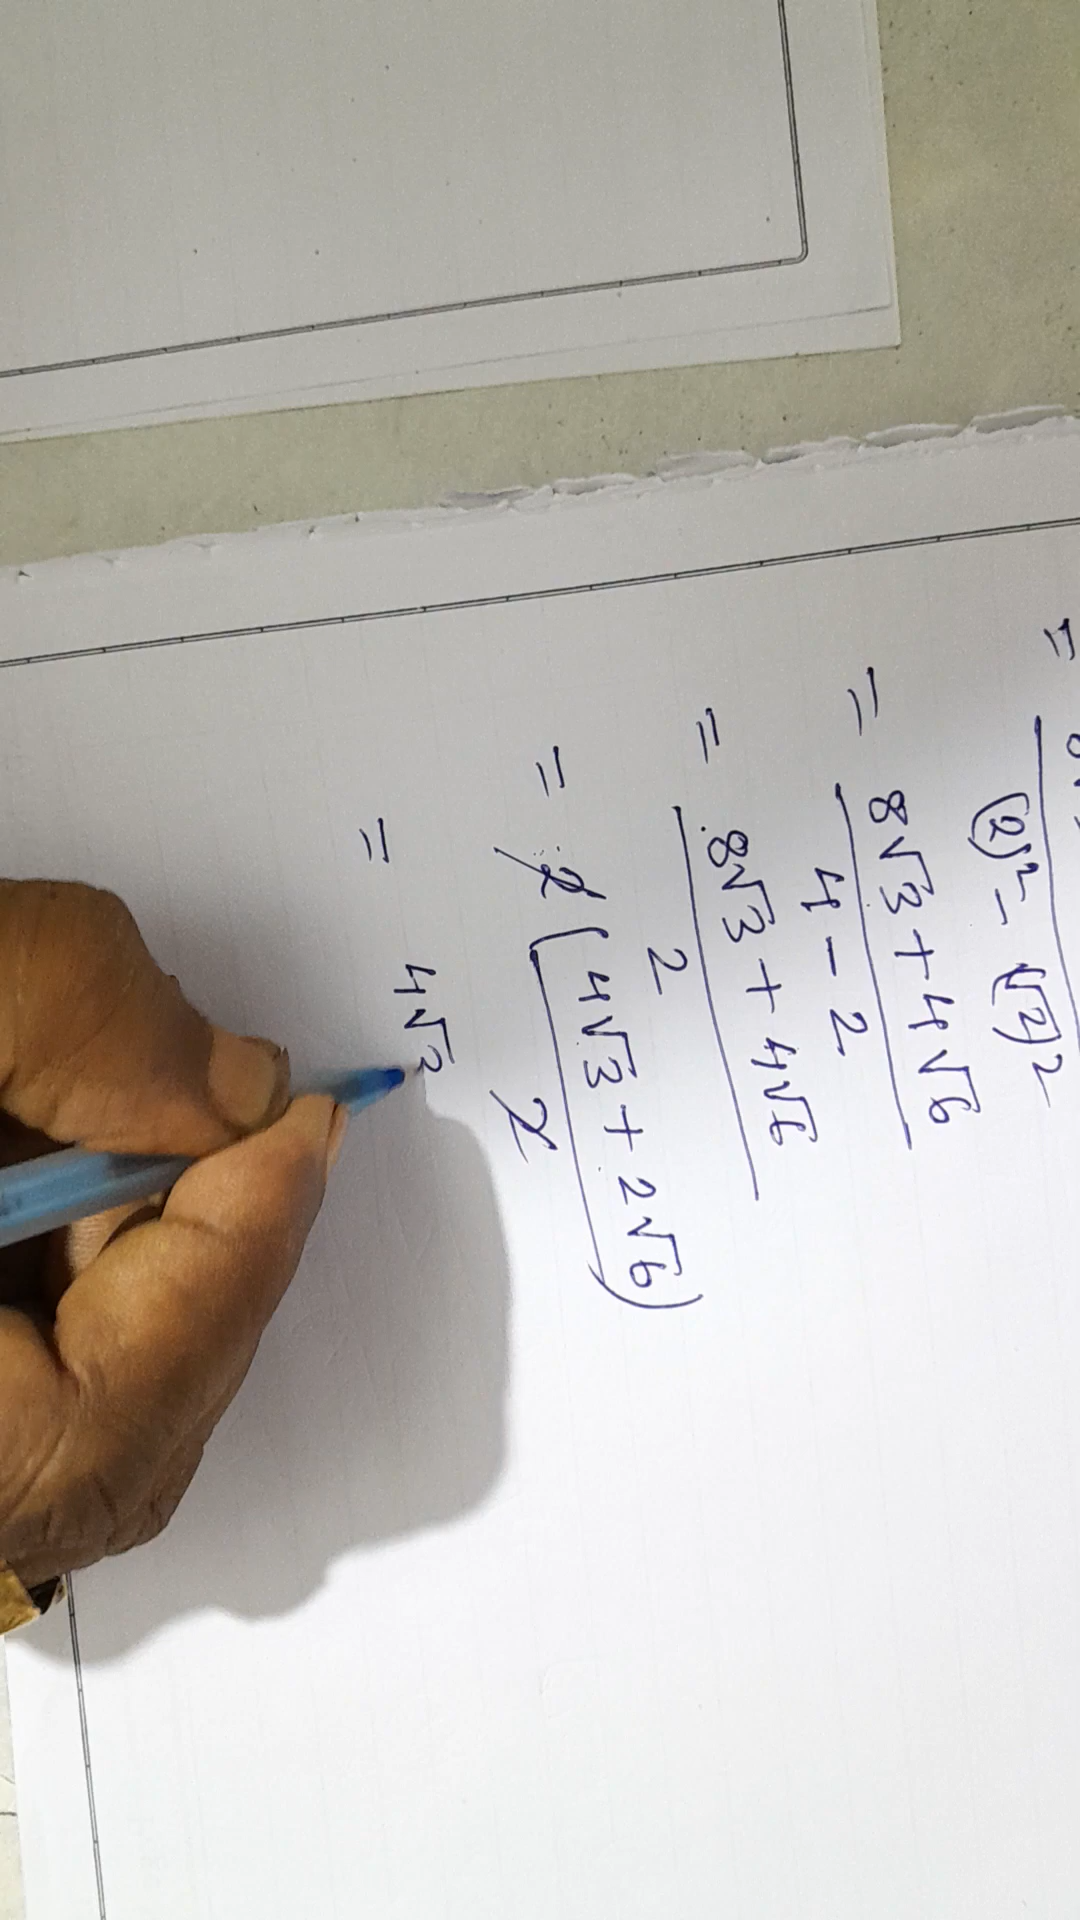 =
(2)² - (√2)²
= 8√3 + 4√6
4 - 2
= 8√3 + 4√6
2
= 2(4√3 + 2√6)
2
= 4√3